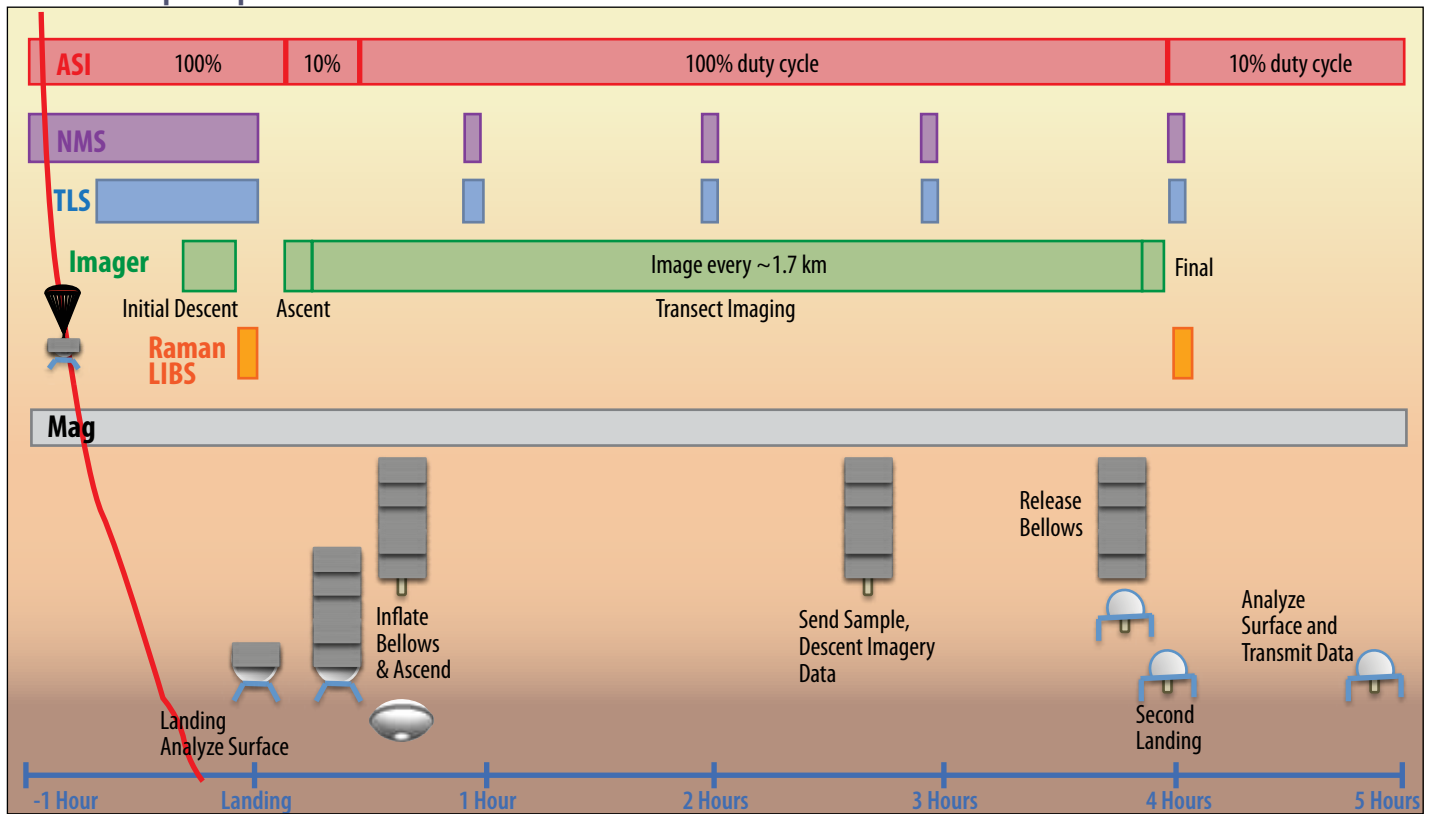 ASI 100% 10% 100% duty cycle 10% duty cycle
NMS
TLS
Imager
Image every ~1.7 km
Final
Initial Descent
Ascent
Transect Imaging
Raman
LIBS
Mag
Inflate
Bellows
& Ascend
Send Sample,
Descent Imagery
Data
Release
Bellows
Analyze
Surface and
Transmit Data
Landing
Analyze Surface
Second
Landing
-1 Hour Landing 1 Hour 2 Hours 3 Hours 4 Hours 5 Hours